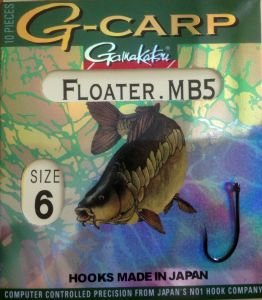 10 PIECES
G-CARP
Gamakatsu
FLOATER.MB5
SIZE
6
HOOKS MADE IN JAPAN
COMPUTER CONTROLLED PRECISION FROM JAPAN'S NO1 HOOK COMPANY